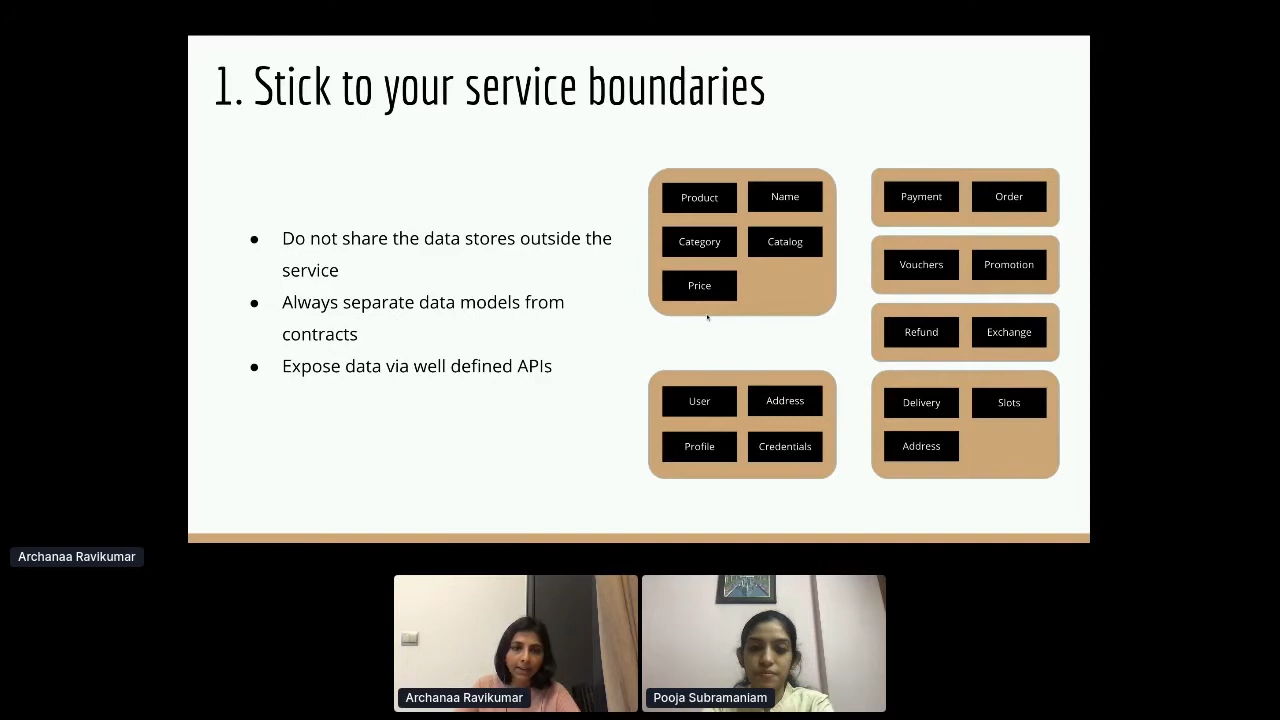 1. Stick to your service boundaries
● Do not share the data stores outside the
service
● Always separate data models from
contracts
● Expose data via well defined APIs
Product
Name
Category
Catalog
Price
User
Address
Profile
Credentials
Payment
Order
Vouchers
Promotion
Refund
Exchange
Delivery
Slots
Address
Archanaa Ravikumar
Archanaa Ravikumar
Pooja Subramaniam